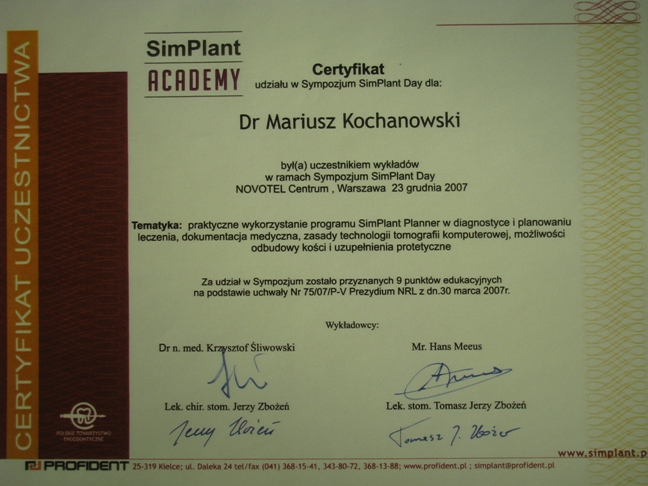 CERTYFIKAT UCZESTNICTWA
SimPlant
ACADEMY
Certyfikat
udziału w Sympozjum SimPlant Day dla:
Dr Mariusz Kochanowski
był(a) uczestnikiem wykładów
w ramach Sympozjum SimPlant Day
NOVOTEL Centrum , Warszawa 23 grudnia 2007
Tematyka: praktyczne wykorzystanie programu SimPlant Planner w diagnostyce i planowaniu
leczenia, dokumentacja medyczna, zasady technologii tomografii komputerowej, możliwości
odbudowy kości i uzupełnienia protetyczne
Za udział w Sympozjum zostało przyznanych 9 punktów edukacyjnych
na podstawie uchwały Nr 75/07/P-V Prezydium NRL z dn.30 marca 2007r.
Wykładowcy:
Dr n. med. Krzysztof Śliwowski
Mr. Hans Meeus
Lek. chir. stom. Jerzy Zbożeń
Lek. stom. Tomasz Jerzy Zbożeń
Jerzy Zbożeń
Tomasz J. Zbożeń
POLSKIE TOWARZYSTWO
ENDODONTYCZNE
www.simplant.p
PROFIDENT 25-319 Kielce; ul. Daleka 24 tel/fax (041) 368-15-41, 343-80-72, 368-13-88; www.profident.pl ; simplant@profident.pl